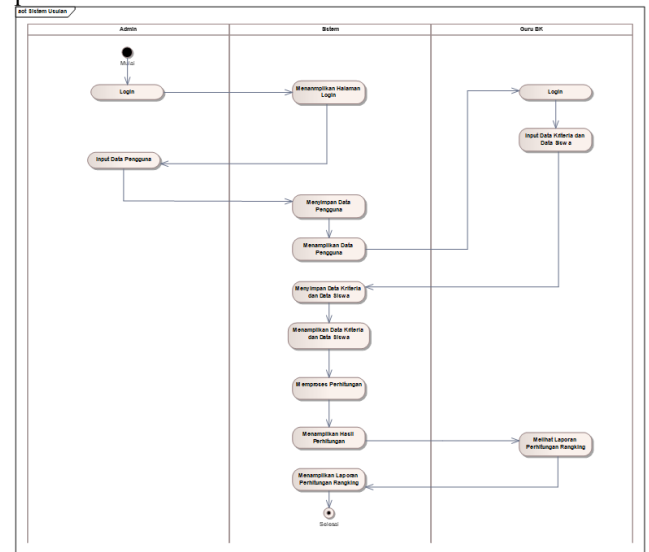 act Sistem Usulan
Admin
Sistem
Guru BK
Mulai
Login
Menanmpilkan Halaman
Login
Login
Input Data Kriteria dan
Data Siswa
Input Data Pengguna
Menyimpan Data
Pengguna
Menampilkan Data
Pengguna
Menyimpan Data Kriteria
dan Data Siswa
Menampilkan Data Kriteria
dan Data Siswa
Memproses Perhitungan
Menampilkan Hasil
Perhitungan
Melihat Laporan
Perhitungan Rangking
Menampilkan Laporan
Perhitungan Rangking
Selesai